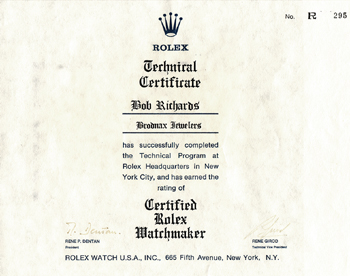 No. R 295
ROLEX
Technical
Certificate
Bob Richards
Brodnax Jewelers
has successfully completed
the Technical Program at
Rolex Headquarters in New
York City, and has earned the
rating of
Certified
Rolex
Watchmaker
RENE P. DENTAN
President
RENE GIROD
Technical Vice President
ROLEX WATCH U.S.A., INC., 665 Fifth Avenue, New York, N.Y.